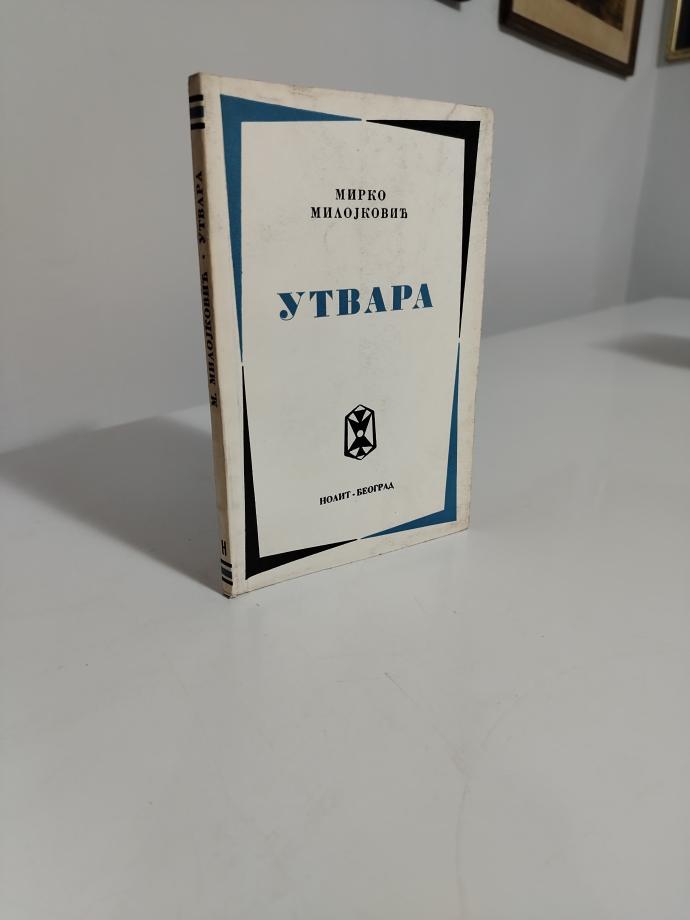 МИРКО
МИЛОЈКОВИЋ
УТВАРА
НОЛИТ - БЕОГРАД
М. МИЛОЈКОВИЋ • УТВАРА
Н